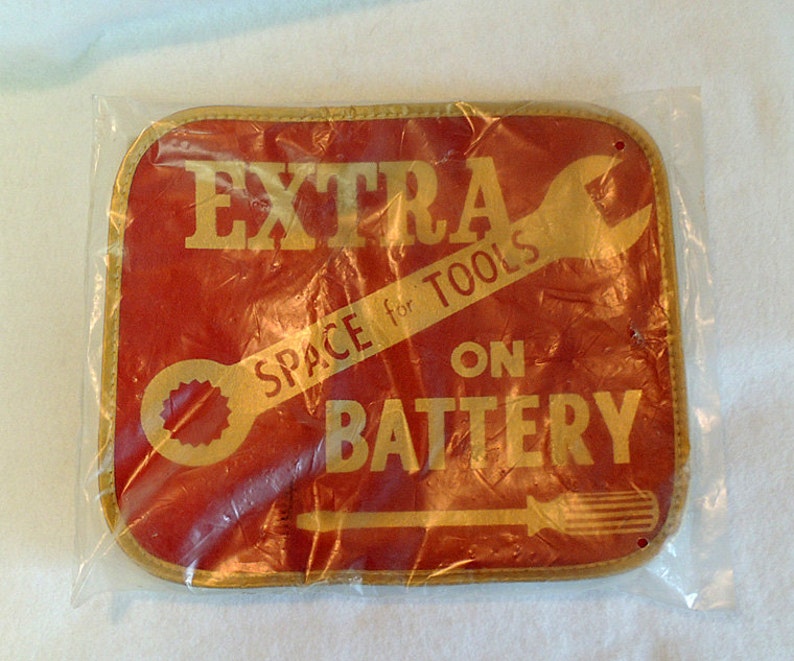 EXTRA
SPACE for TOOLS
ON
BATTERY